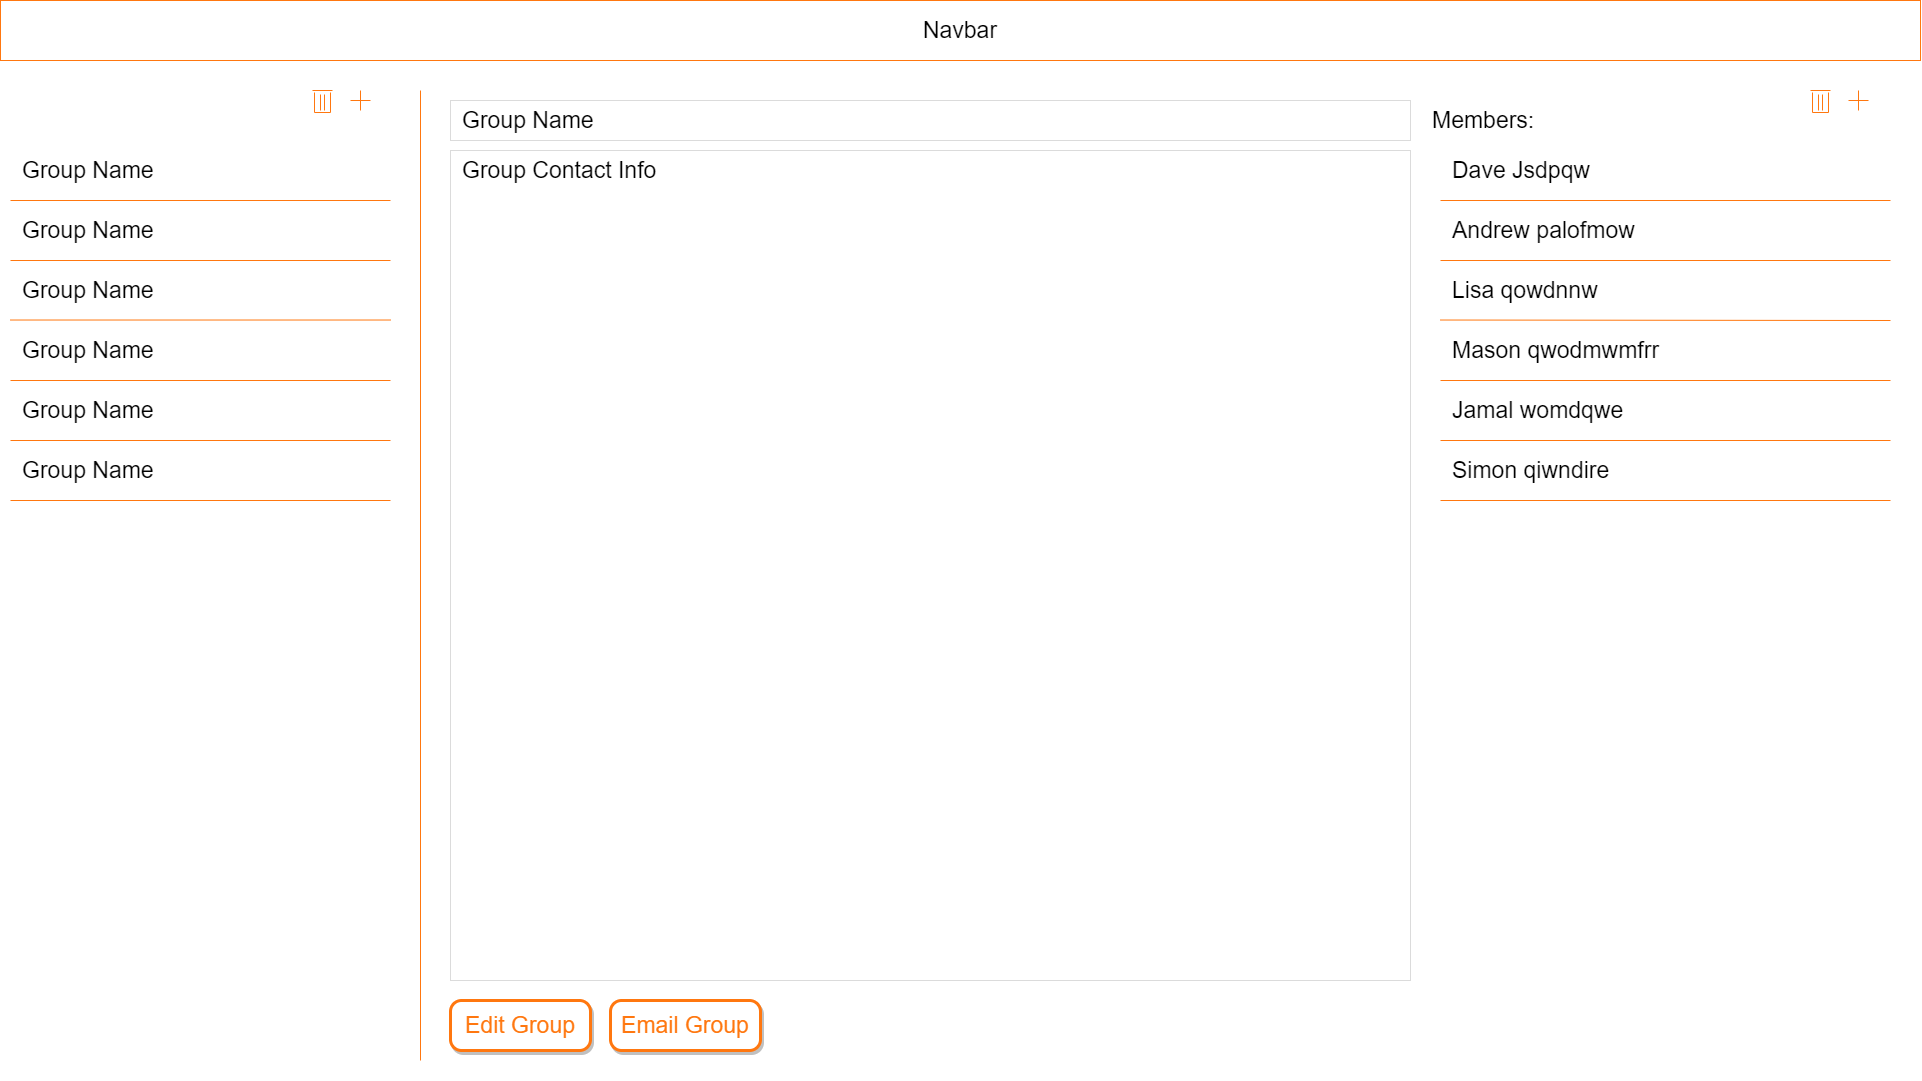 Navbar
Group Name
Group Name
Group Name
Group Name
Group Name
Group Name
Group Name
Group Contact Info
Edit Group
Email Group
Members:
Dave Jsdpqw
Andrew palofmow
Lisa qowdnnw
Mason qwodmwmfrr
Jamal womdqwe
Simon qiwndire